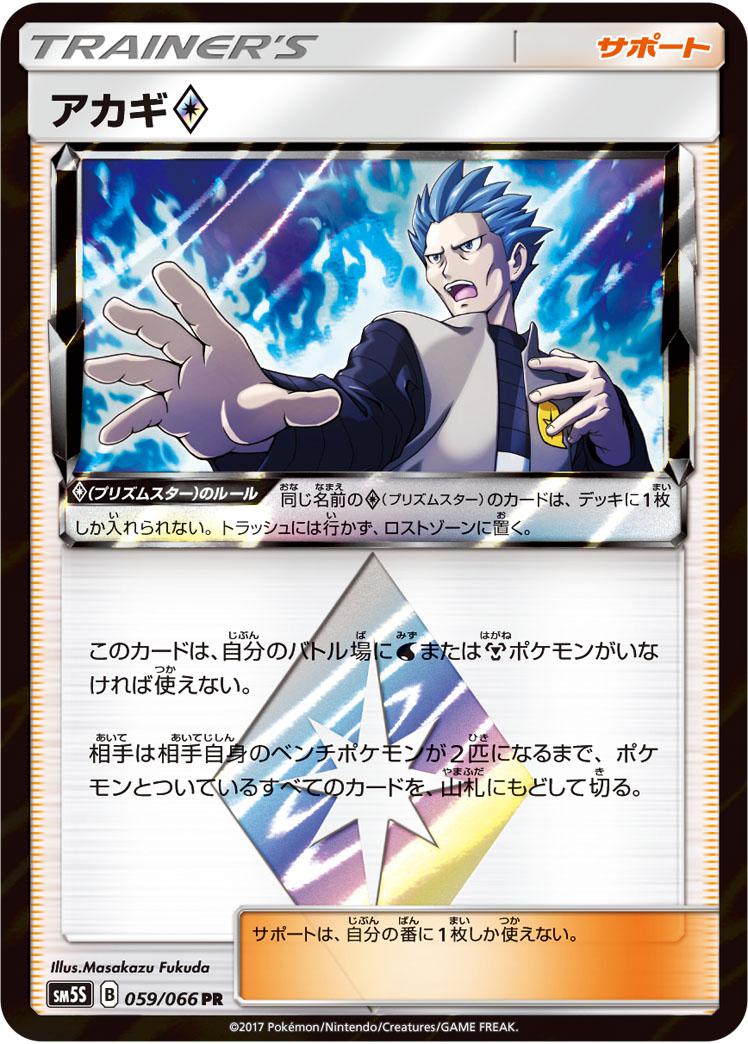 TRAINER'S サポート
アカギ◇
◇(プリズムスター)のルール 同じ名前の◇(プリズムスター)のカードは、デッキに1枚
しか入れられない。トラッシュには行かず、ロストゾーンに置く。
このカードは、自分のバトル場にまたはポケモンがいな
ければ使えない。
相手は相手自身のベンチポケモンが2匹になるまで、ポケ
モンとついているすべてのカードを、山札にもどして切る。
サポートは、自分の番に1枚しか使えない。
Illus.Masakazu Fukuda
SM5S B 059/066 PR
©2017 Pokémon/Nintendo/Creatures/GAME FREAK.